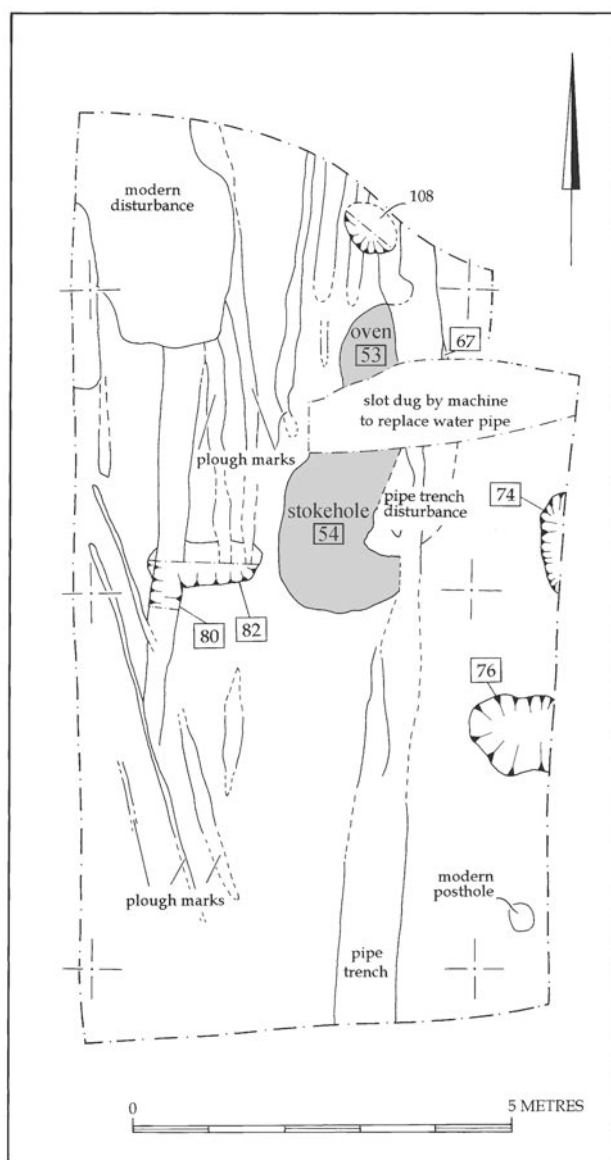 modern
disturbance
108
oven
53
67
slot dug by machine
to replace water pipe
plough marks
stokehole
54
pipe trench
disturbance
74
80
82
76
plough marks
modern
posthole
pipe
trench
0
5 METRES